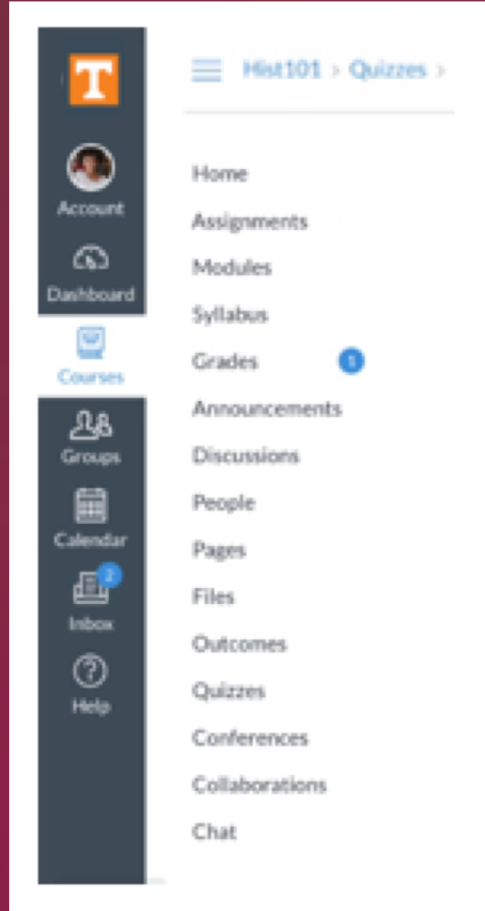 T
Hist101 > Quizzes >
Account
Dashboard
Courses
Groups
Calendar
2
Inbox
Help
Home
Assignments
Modules
Syllabus
Grades 1
Announcements
Discussions
People
Pages
Files
Outcomes
Quizzes
Conferences
Collaborations
Chat